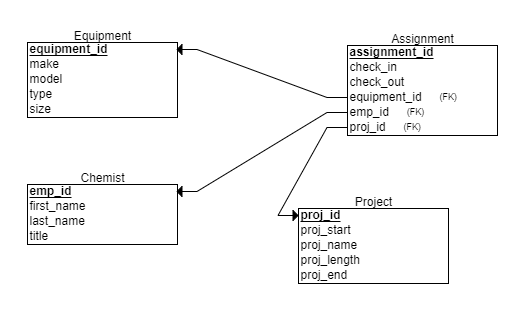 Equipment
equipment_id
make
model
type
size
Assignment
assignment_id
check_in
check_out
equipment_id (FK)
emp_id (FK)
proj_id (FK)
Chemist
emp_id
first_name
last_name
title
Project
proj_id
proj_start
proj_name
proj_length
proj_end